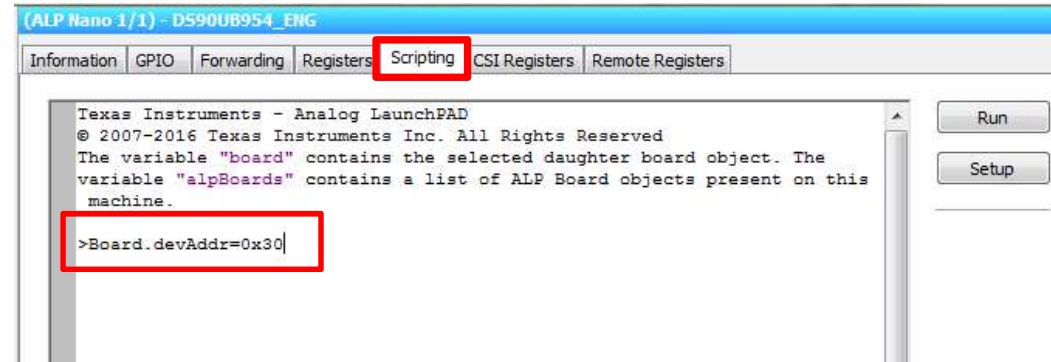 (ALP Nano 1/1) - DS90UB954_ENG
Information GPIO Forwarding Registers Scripting CSI Registers Remote Registers
Texas Instruments - Analog LaunchPAD
© 2007-2016 Texas Instruments Inc. All Rights Reserved
The variable "board" contains the selected daughter board object. The
variable "alpBoards" contains a list of ALP Board objects present on this
machine.
>Board.devAddr=0x30
Run
Setup